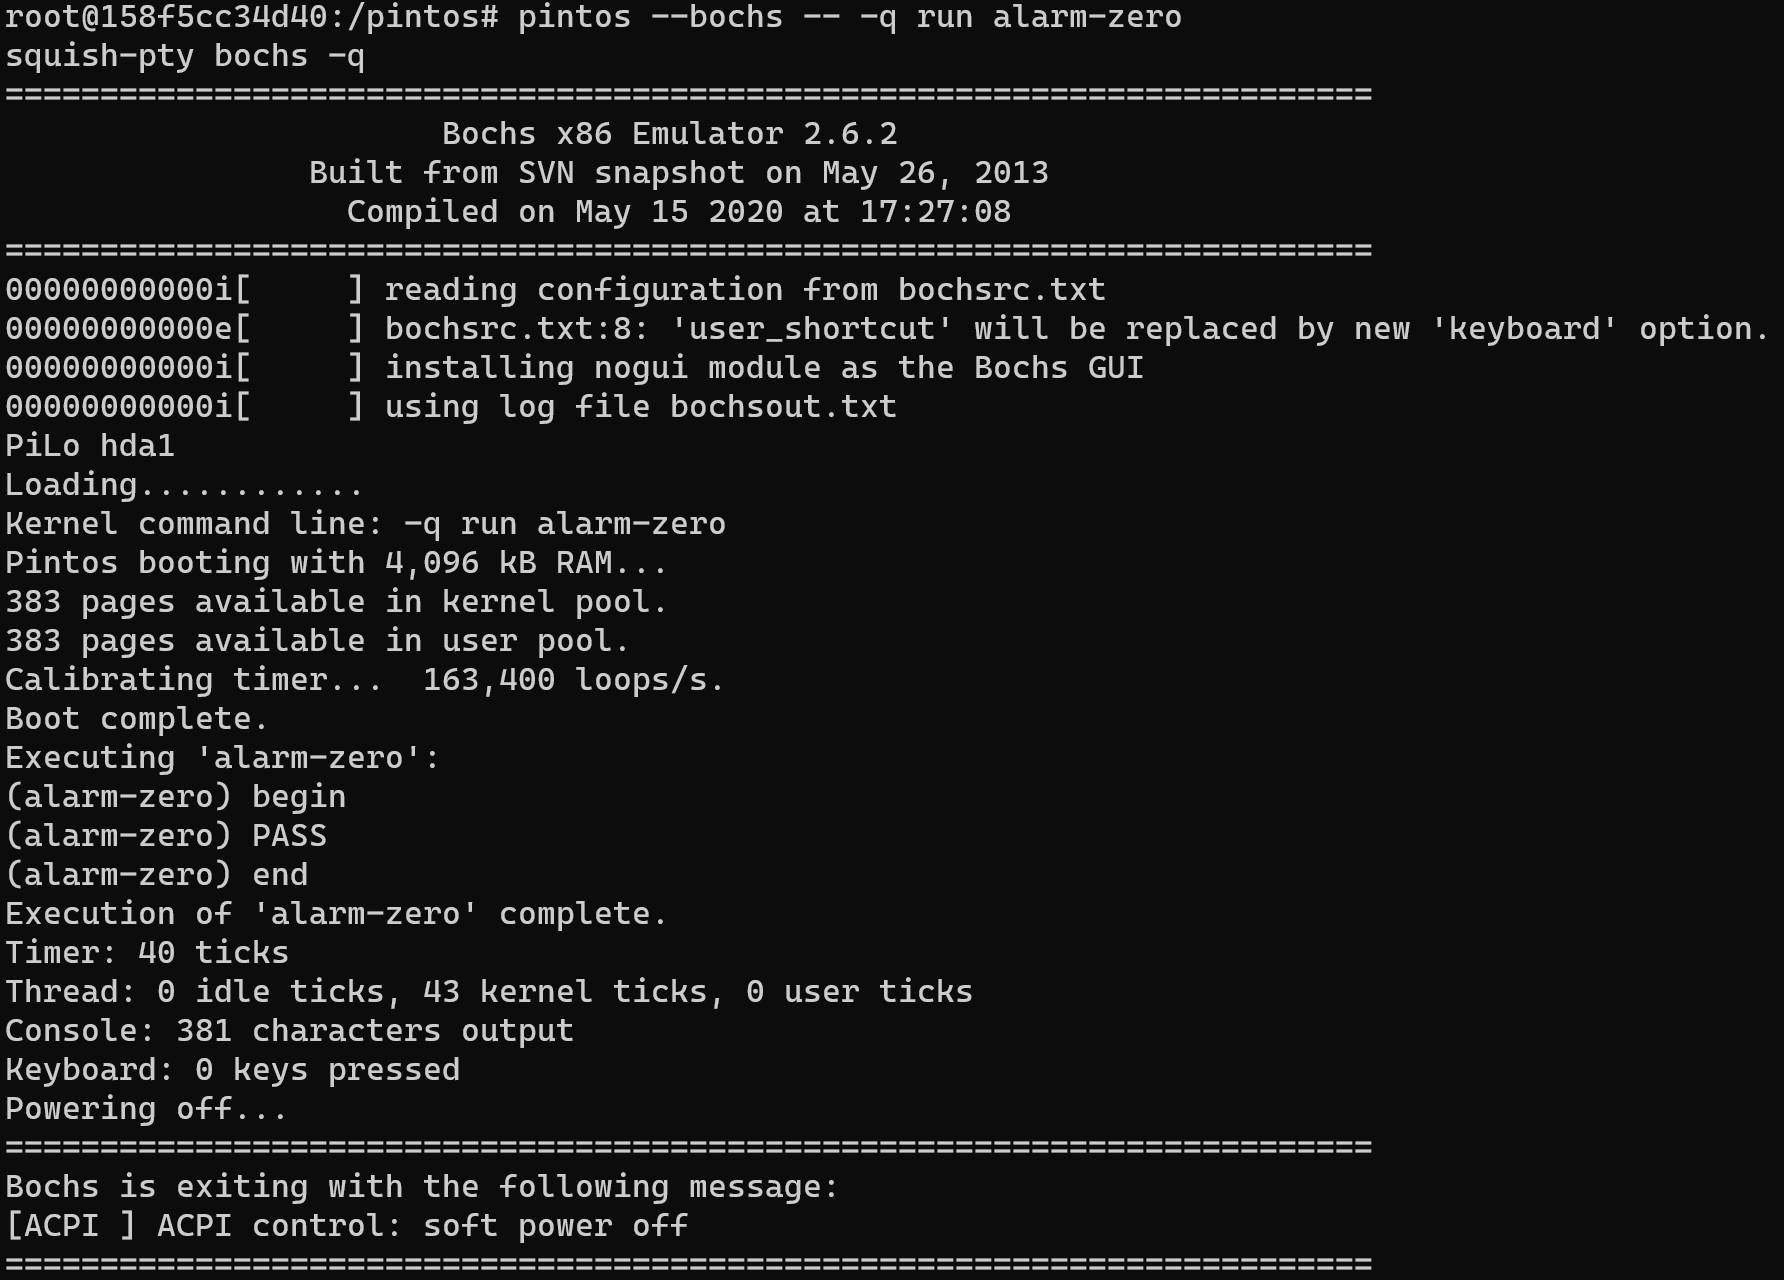 root@158f5cc34d40:/pintos# pintos --bochs -- -q run alarm-zero
squish-pty bochs -q
========================================================================
                       Bochs x86 Emulator 2.6.2
                Built from SVN snapshot on May 26, 2013
                  Compiled on May 15 2020 at 17:27:08
========================================================================
00000000000i[     ] reading configuration from bochsrc.txt
00000000000e[     ] bochsrc.txt:8: 'user_shortcut' will be replaced by new 'keyboard' option.
00000000000i[     ] installing nogui module as the Bochs GUI
00000000000i[     ] using log file bochsout.txt
PiLo hda1
Loading............
Kernel command line: -q run alarm-zero
Pintos booting with 4,096 kB RAM...
383 pages available in kernel pool.
383 pages available in user pool.
Calibrating timer...  163,400 loops/s.
Boot complete.
Executing 'alarm-zero':
(alarm-zero) begin
(alarm-zero) PASS
(alarm-zero) end
Execution of 'alarm-zero' complete.
Timer: 40 ticks
Thread: 0 idle ticks, 43 kernel ticks, 0 user ticks
Console: 381 characters output
Keyboard: 0 keys pressed
Powering off...
========================================================================
Bochs is exiting with the following message:
[ACPI ] ACPI control: soft power off
========================================================================